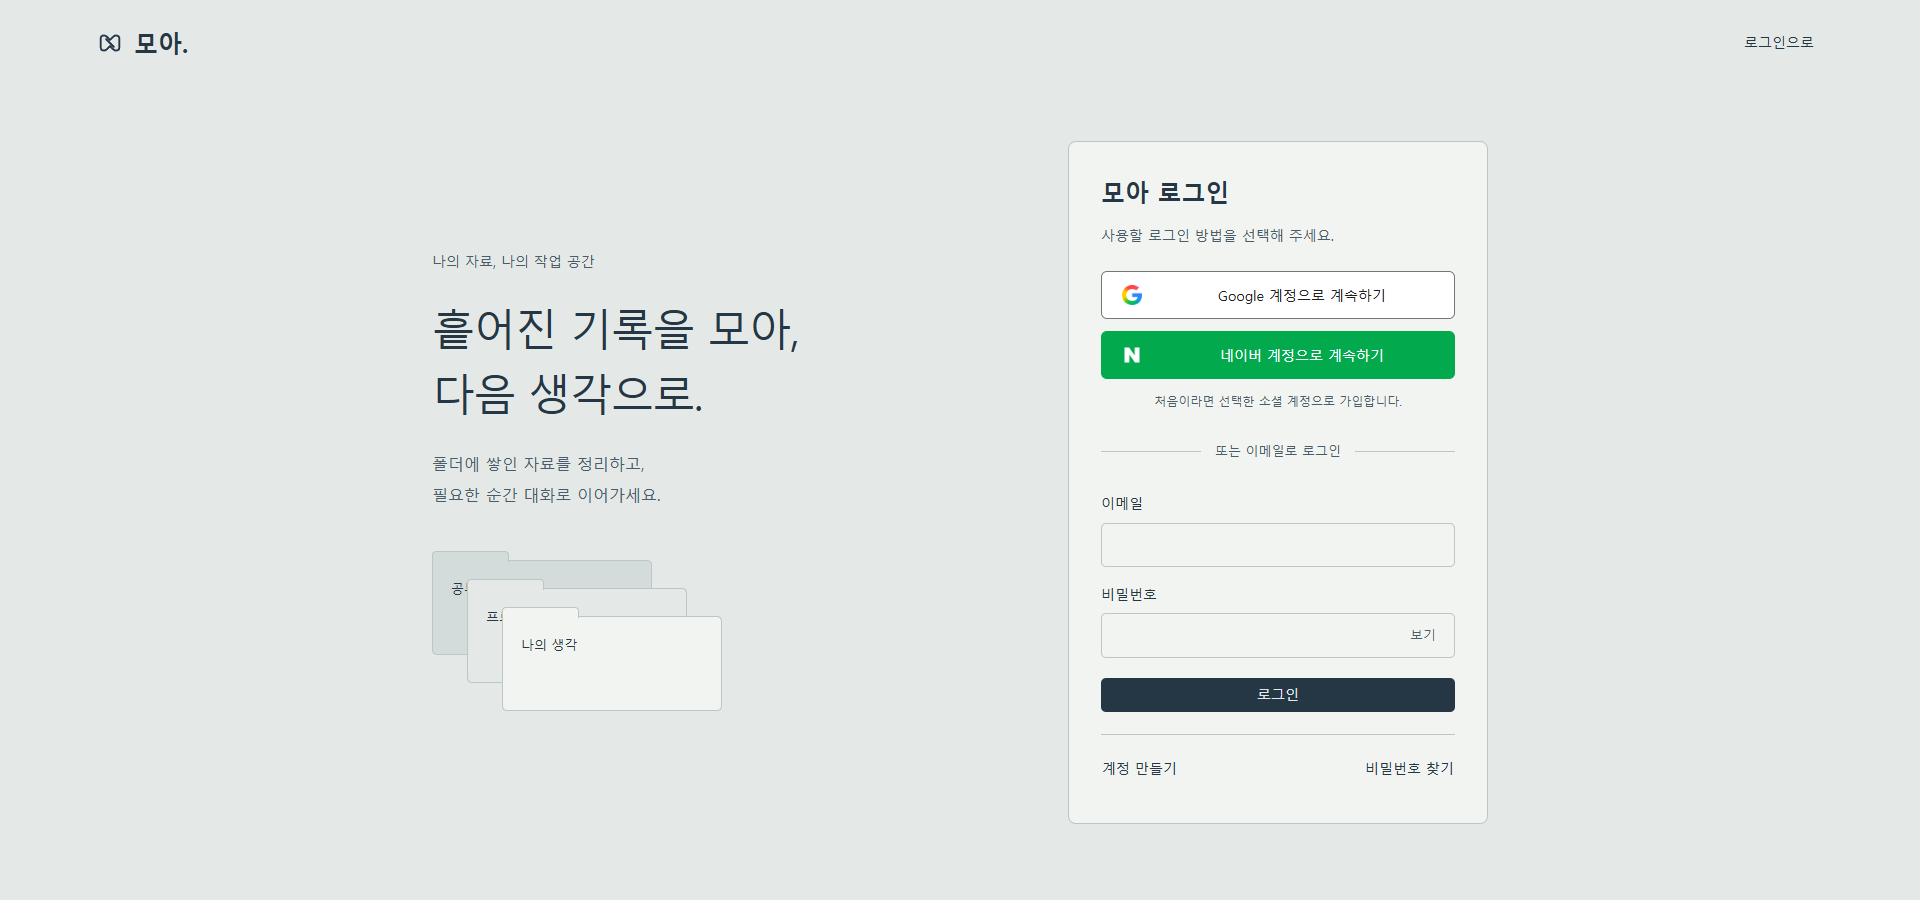 모아.
로그인으로
나의 자료, 나의 작업 공간
흩어진 기록을 모아,
다음 생각으로.
폴더에 쌓인 자료를 정리하고,
필요한 순간 대화로 이어가세요.
나의 생각
모아 로그인
사용할 로그인 방법을 선택해 주세요.
Google 계정으로 계속하기
네이버 계정으로 계속하기
처음이라면 선택한 소셜 계정으로 가입합니다.
또는 이메일로 로그인
이메일
비밀번호
보기
로그인
계정 만들기
비밀번호 찾기